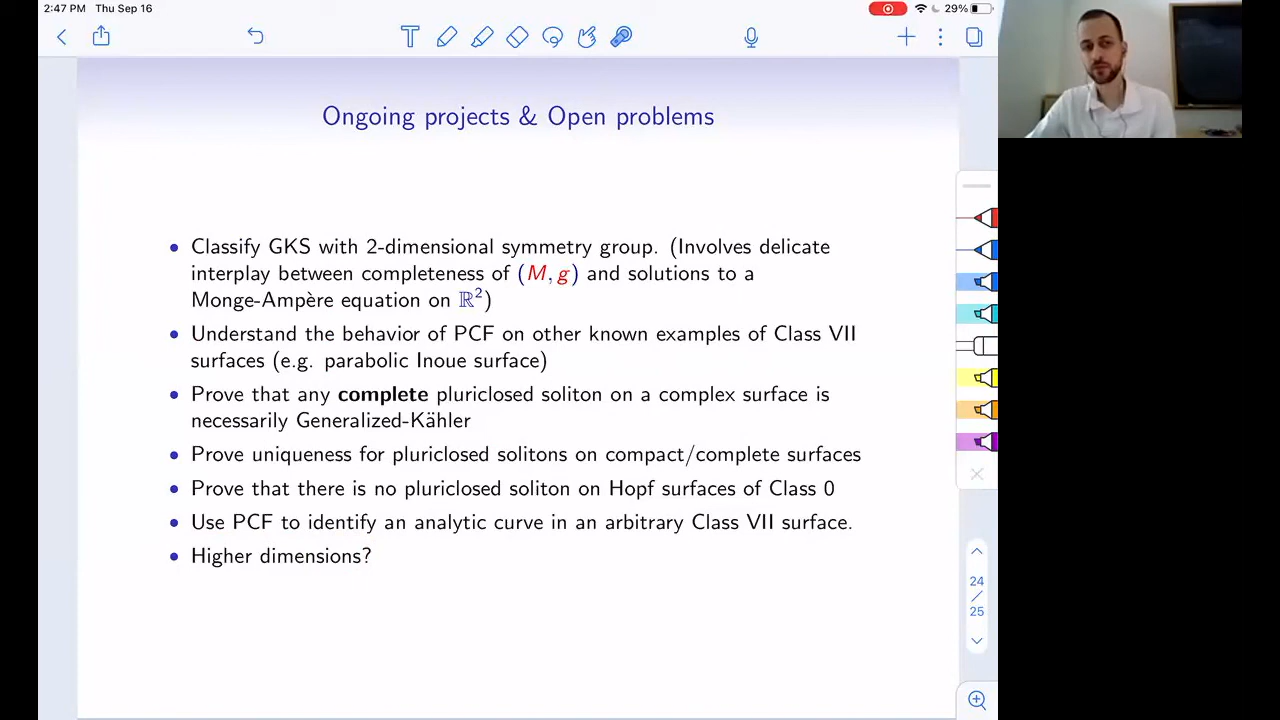 2:47 PM Thu Sep 16
29%
Ongoing projects & Open problems
• Classify GKS with 2-dimensional symmetry group. (Involves delicate
interplay between completeness of (M, g) and solutions to a
Monge-Ampère equation on ℝ²)
• Understand the behavior of PCF on other known examples of Class VII
surfaces (e.g. parabolic Inoue surface)
• Prove that any complete pluriclosed soliton on a complex surface is
necessarily Generalized-Kähler
• Prove uniqueness for pluriclosed solitons on compact/complete surfaces
• Prove that there is no pluriclosed soliton on Hopf surfaces of Class 0
• Use PCF to identify an analytic curve in an arbitrary Class VII surface.
• Higher dimensions?
24
/
25